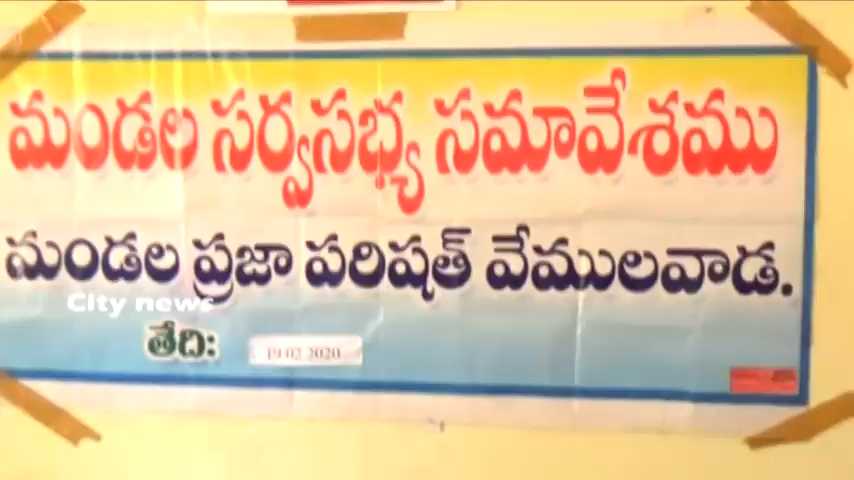 మండల సర్వసభ్య సమావేశము
మండల ప్రజా పరిషత్ వేములవాడ.
City news
తేది: 19 02 2020